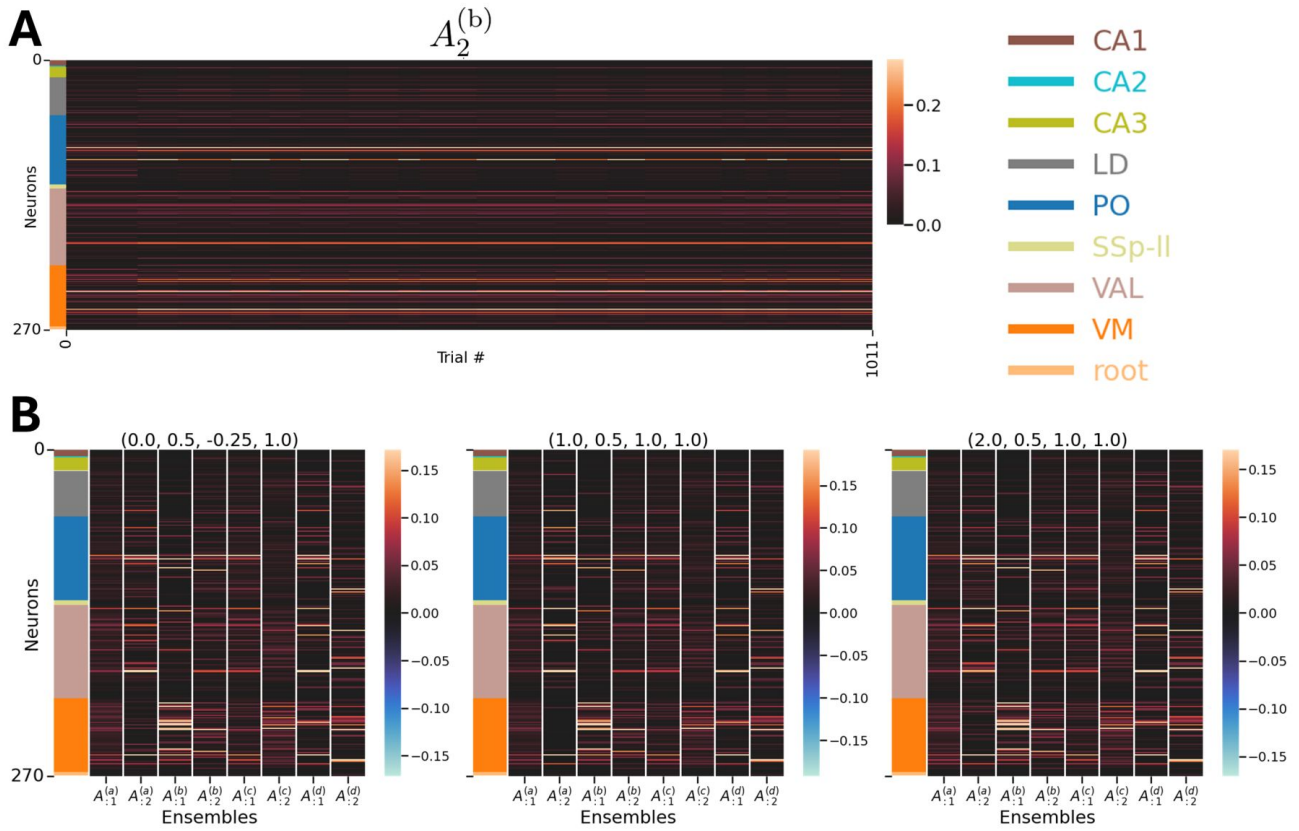 A
A_2^{(b)}
0
Neurons
270
0
1011
Trial #
0.2
0.1
0.0
CA1
CA2
CA3
LD
PO
SSp-ll
VAL
VM
root
B
(0.0, 0.5, -0.25, 1.0)
0
Neurons
270
0.15
0.10
0.05
0.00
−0.05
−0.10
−0.15
A_{:1}^{(a)} A_{:2}^{(a)} A_{:1}^{(b)} A_{:2}^{(b)} A_{:1}^{(c)} A_{:2}^{(c)} A_{:1}^{(d)} A_{:2}^{(d)}
Ensembles
(1.0, 0.5, 1.0, 1.0)
0.15
0.10
0.05
0.00
−0.05
−0.10
−0.15
A_{:1}^{(a)} A_{:2}^{(a)} A_{:1}^{(b)} A_{:2}^{(b)} A_{:1}^{(c)} A_{:2}^{(c)} A_{:1}^{(d)} A_{:2}^{(d)}
Ensembles
(2.0, 0.5, 1.0, 1.0)
0.15
0.10
0.05
0.00
−0.05
−0.10
−0.15
A_{:1}^{(a)} A_{:2}^{(a)} A_{:1}^{(b)} A_{:2}^{(b)} A_{:1}^{(c)} A_{:2}^{(c)} A_{:1}^{(d)} A_{:2}^{(d)}
Ensembles